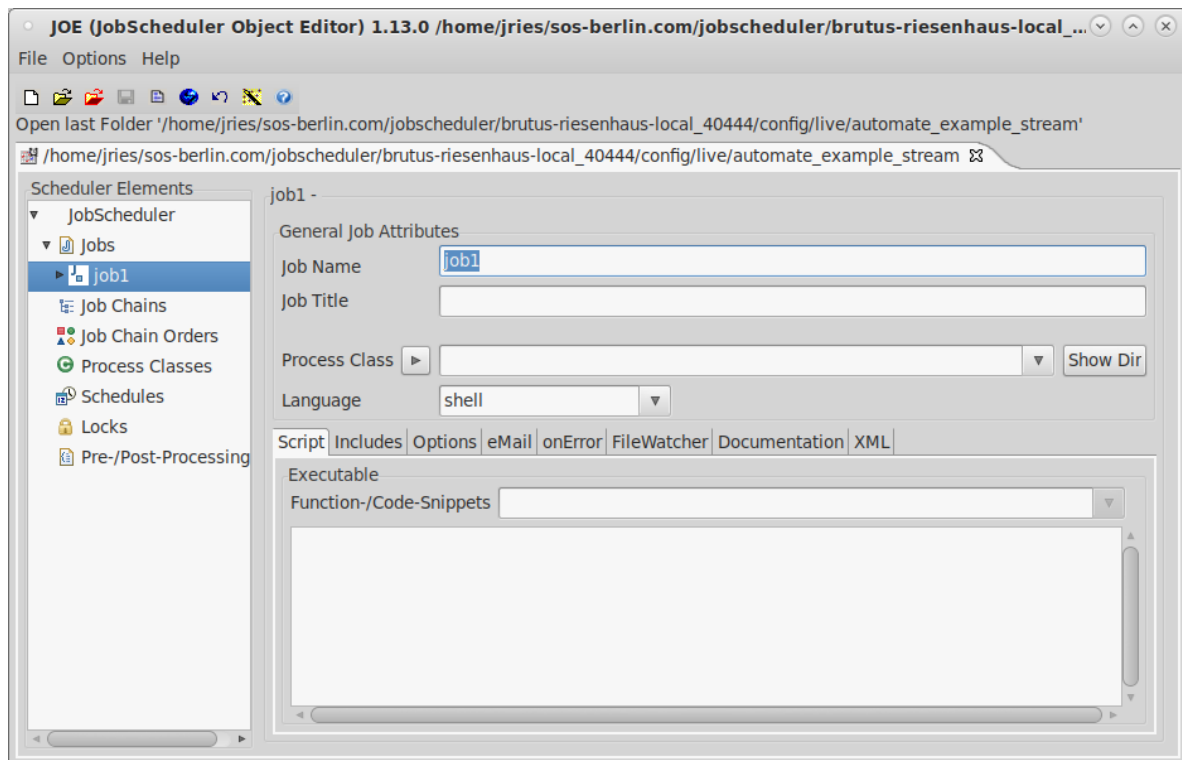 JOE (JobScheduler Object Editor) 1.13.0 /home/jries/sos-berlin.com/jobscheduler/brutus-riesenhaus-local_...
File Options Help
Open last Folder '/home/jries/sos-berlin.com/jobscheduler/brutus-riesenhaus-local_40444/config/live/automate_example_stream'
/home/jries/sos-berlin.com/jobscheduler/brutus-riesenhaus-local_40444/config/live/automate_example_stream
Scheduler Elements
JobScheduler
Jobs
job1
Job Chains
Job Chain Orders
Process Classes
Schedules
Locks
Pre-/Post-Processing
job1 -
General Job Attributes
Job Name job1
Job Title
Process Class Show Dir
Language shell
Script Includes Options eMail onError FileWatcher Documentation XML
Executable
Function-/Code-Snippets